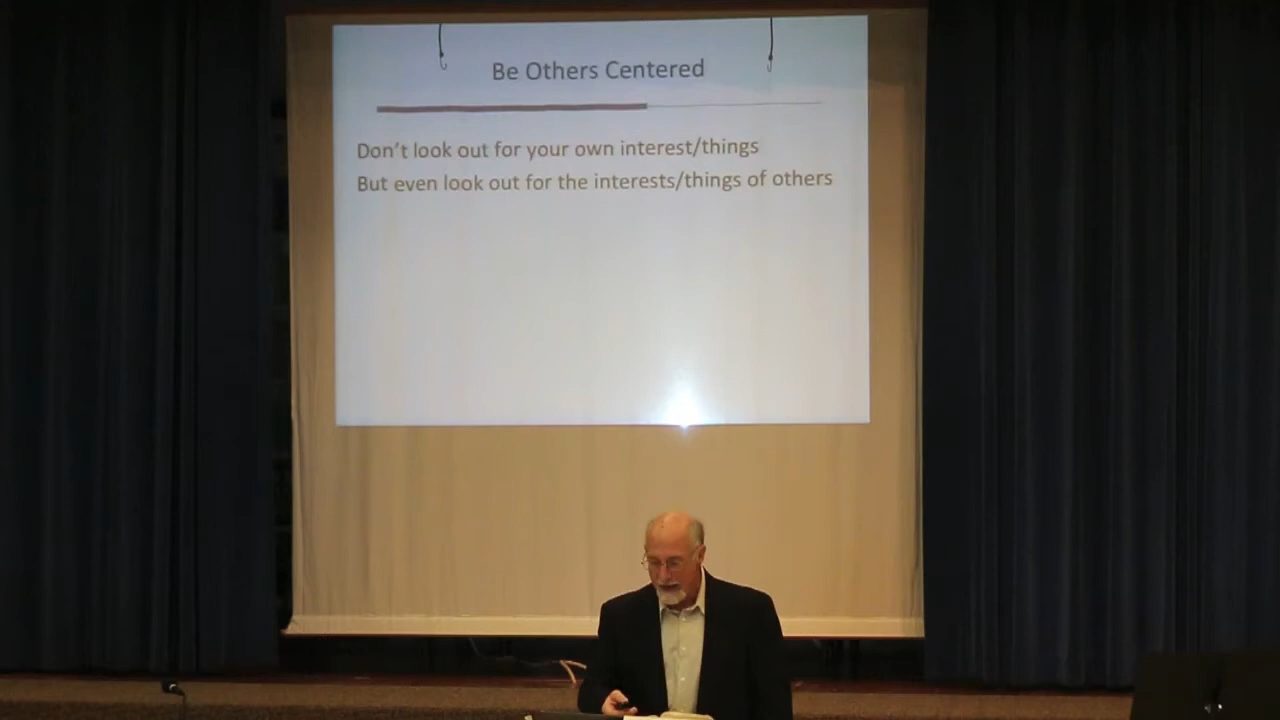 Be Others Centered
Don't look out for your own interest/things
But even look out for the interests/things of others